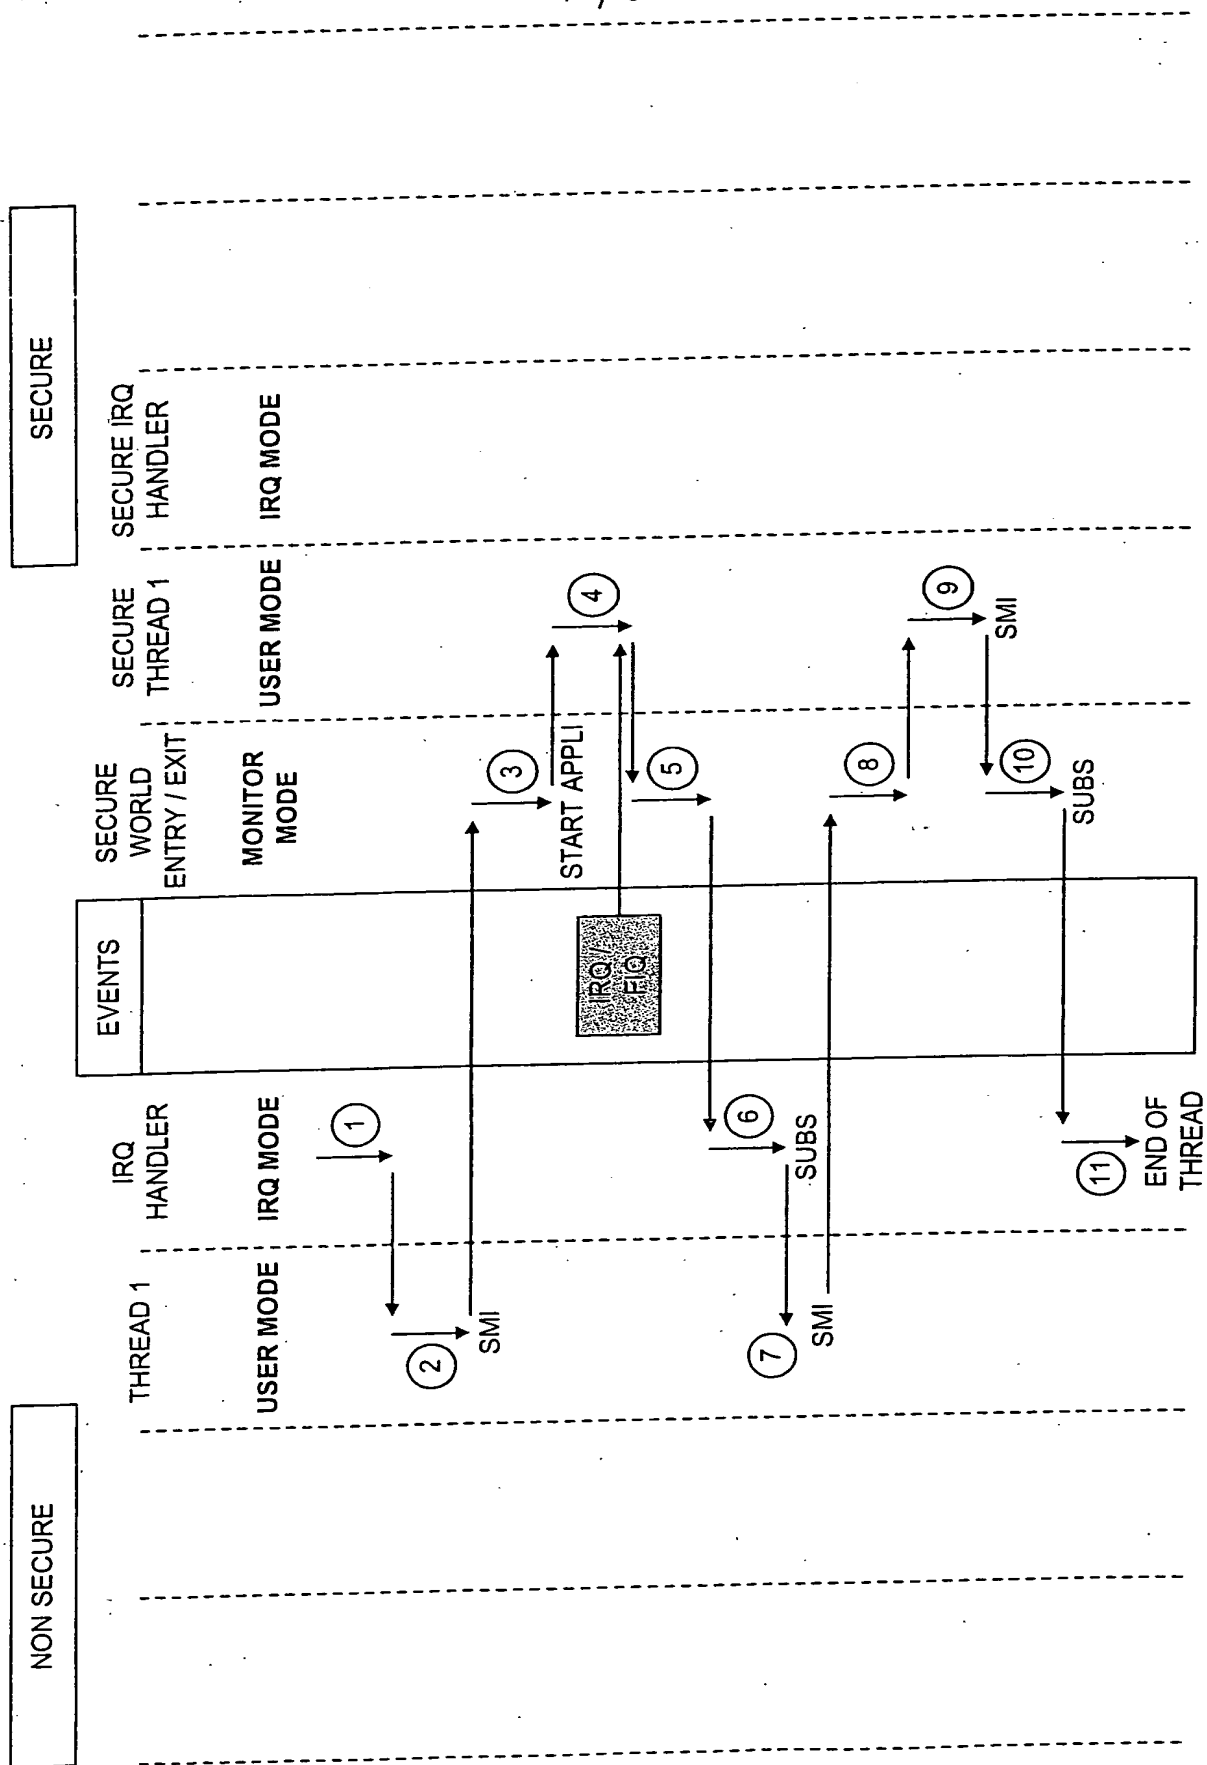 NON SECURE
SECURE
THREAD 1
USER MODE
IRQ
HANDLER
IRQ MODE
EVENTS
SECURE
WORLD
ENTRY / EXIT
MONITOR
MODE
SECURE
THREAD 1
USER MODE
SECURE IRQ
HANDLER
IRQ MODE
1
2
SMI
3
START APPLI
4
IRQ /
FIQ
5
6
SUBS
7
SMI
8
9
SMI
10
SUBS
11
END OF
THREAD